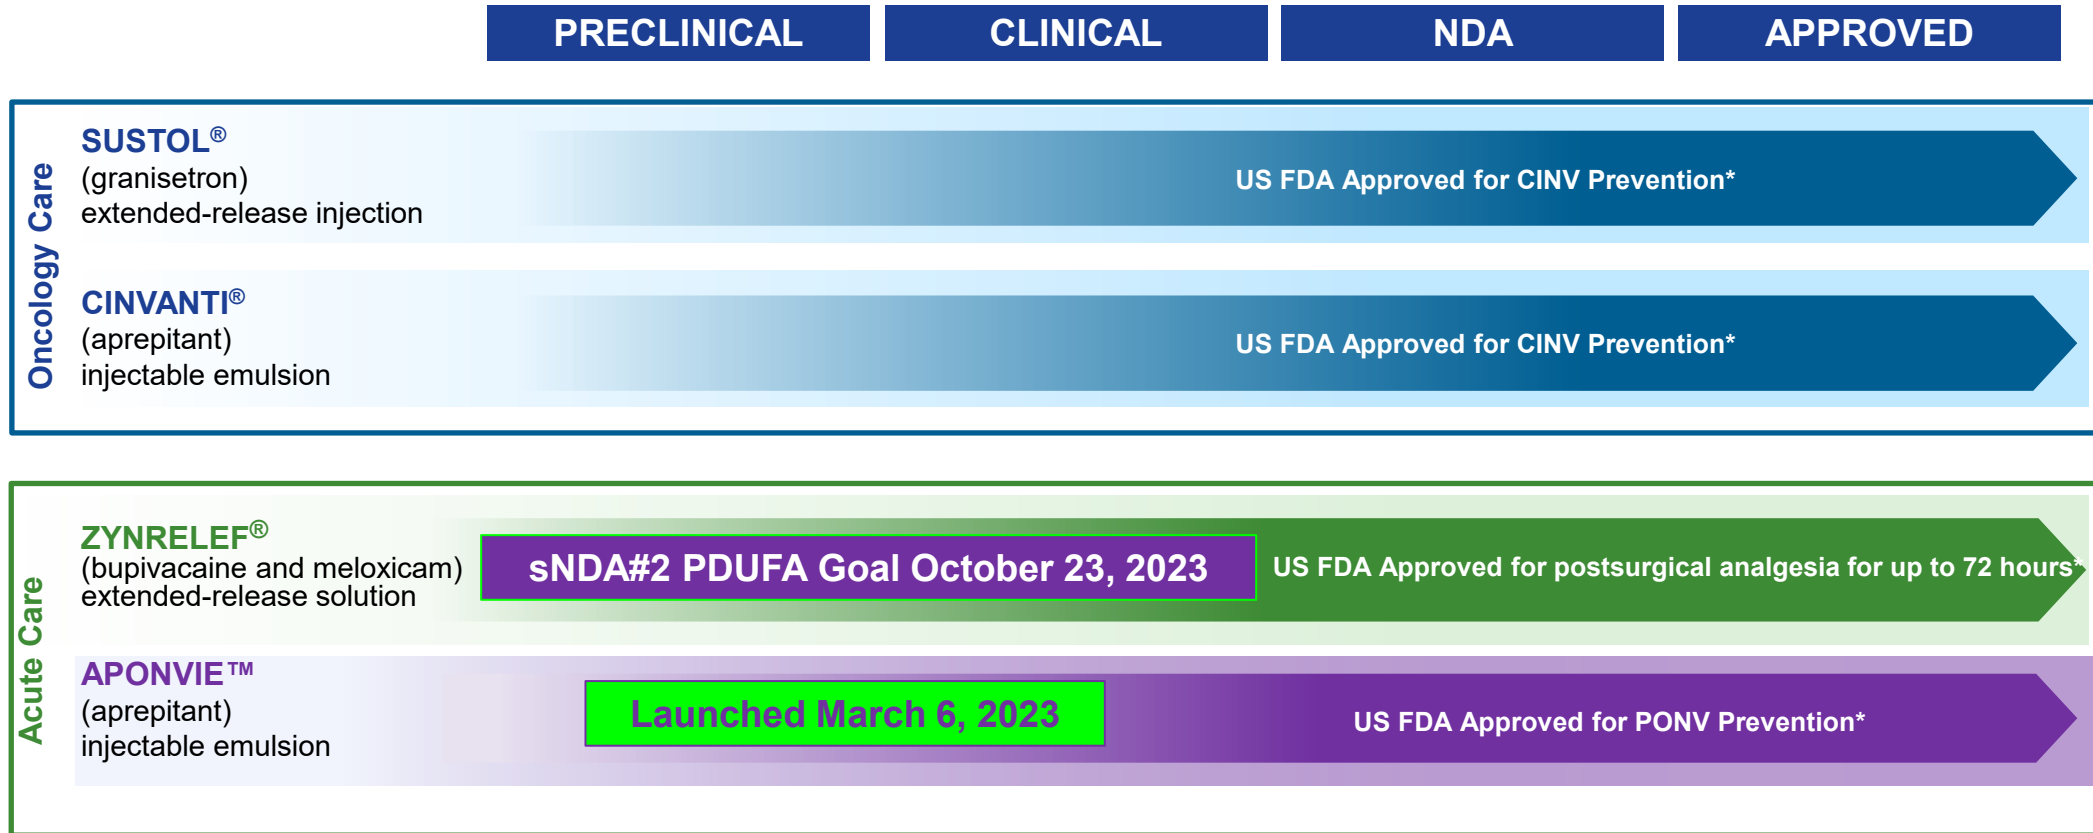 PRECLINICAL
CLINICAL
NDA
APPROVED
Oncology Care
SUSTOL®
(granisetron)
extended-release injection
US FDA Approved for CINV Prevention*
CINVANTI®
(aprepitant)
injectable emulsion
US FDA Approved for CINV Prevention*
Acute Care
ZYNRELEF®
(bupivacaine and meloxicam)
extended-release solution
sNDA#2 PDUFA Goal October 23, 2023
US FDA Approved for postsurgical analgesia for up to 72 hours*
APONVIE™
(aprepitant)
injectable emulsion
Launched March 6, 2023
US FDA Approved for PONV Prevention*